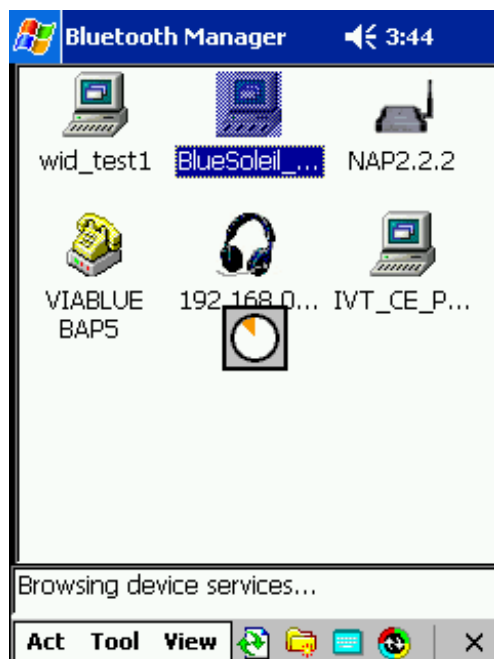 Bluetooth Manager 3:44
wid_test1 BlueSoleil_... NAP2.2.2
VIABLUE 192.168.0... IVT_CE_P...
BAP5
Browsing device services...
Act Tool View